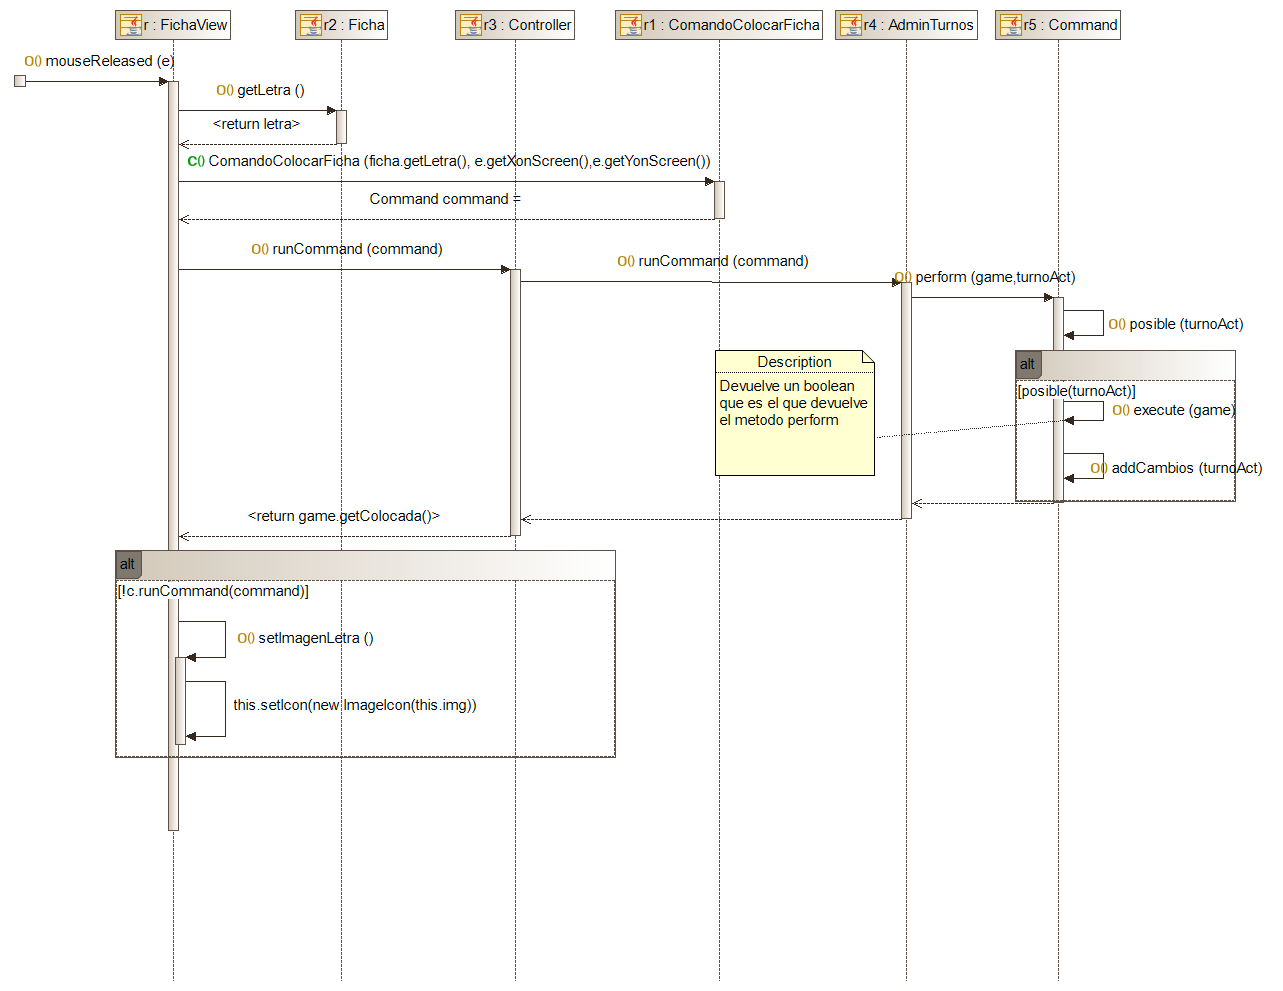 r : FichaView
r2 : Ficha
r3 : Controller
r1 : ComandoColocarFicha
r4 : AdminTurnos
r5 : Command
O() mouseReleased (e)
O() getLetra ()
<return letra>
C() ComandoColocarFicha (ficha.getLetra(), e.getXonScreen(),e.getYonScreen())
Command command =
O() runCommand (command)
O() runCommand (command)
O() perform (game,turnoAct)
O() posible (turnoAct)
alt
[posible(turnoAct)]
O() execute (game)
O() addCambios (turnoAct)
Description
Devuelve un boolean
que es el que devuelve
el metodo perform
<return game.getColocada()>
alt
[!c.runCommand(command)]
O() setImagenLetra ()
this.setIcon(new ImageIcon(this.img))